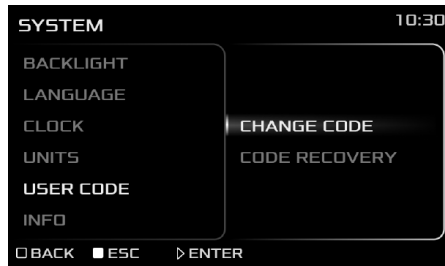 SYSTEM 10:30
BACKLIGHT
LANGUAGE
CLOCK
UNITS
USER CODE
INFO
CHANGE CODE
CODE RECOVERY
BACK ESC ENTER